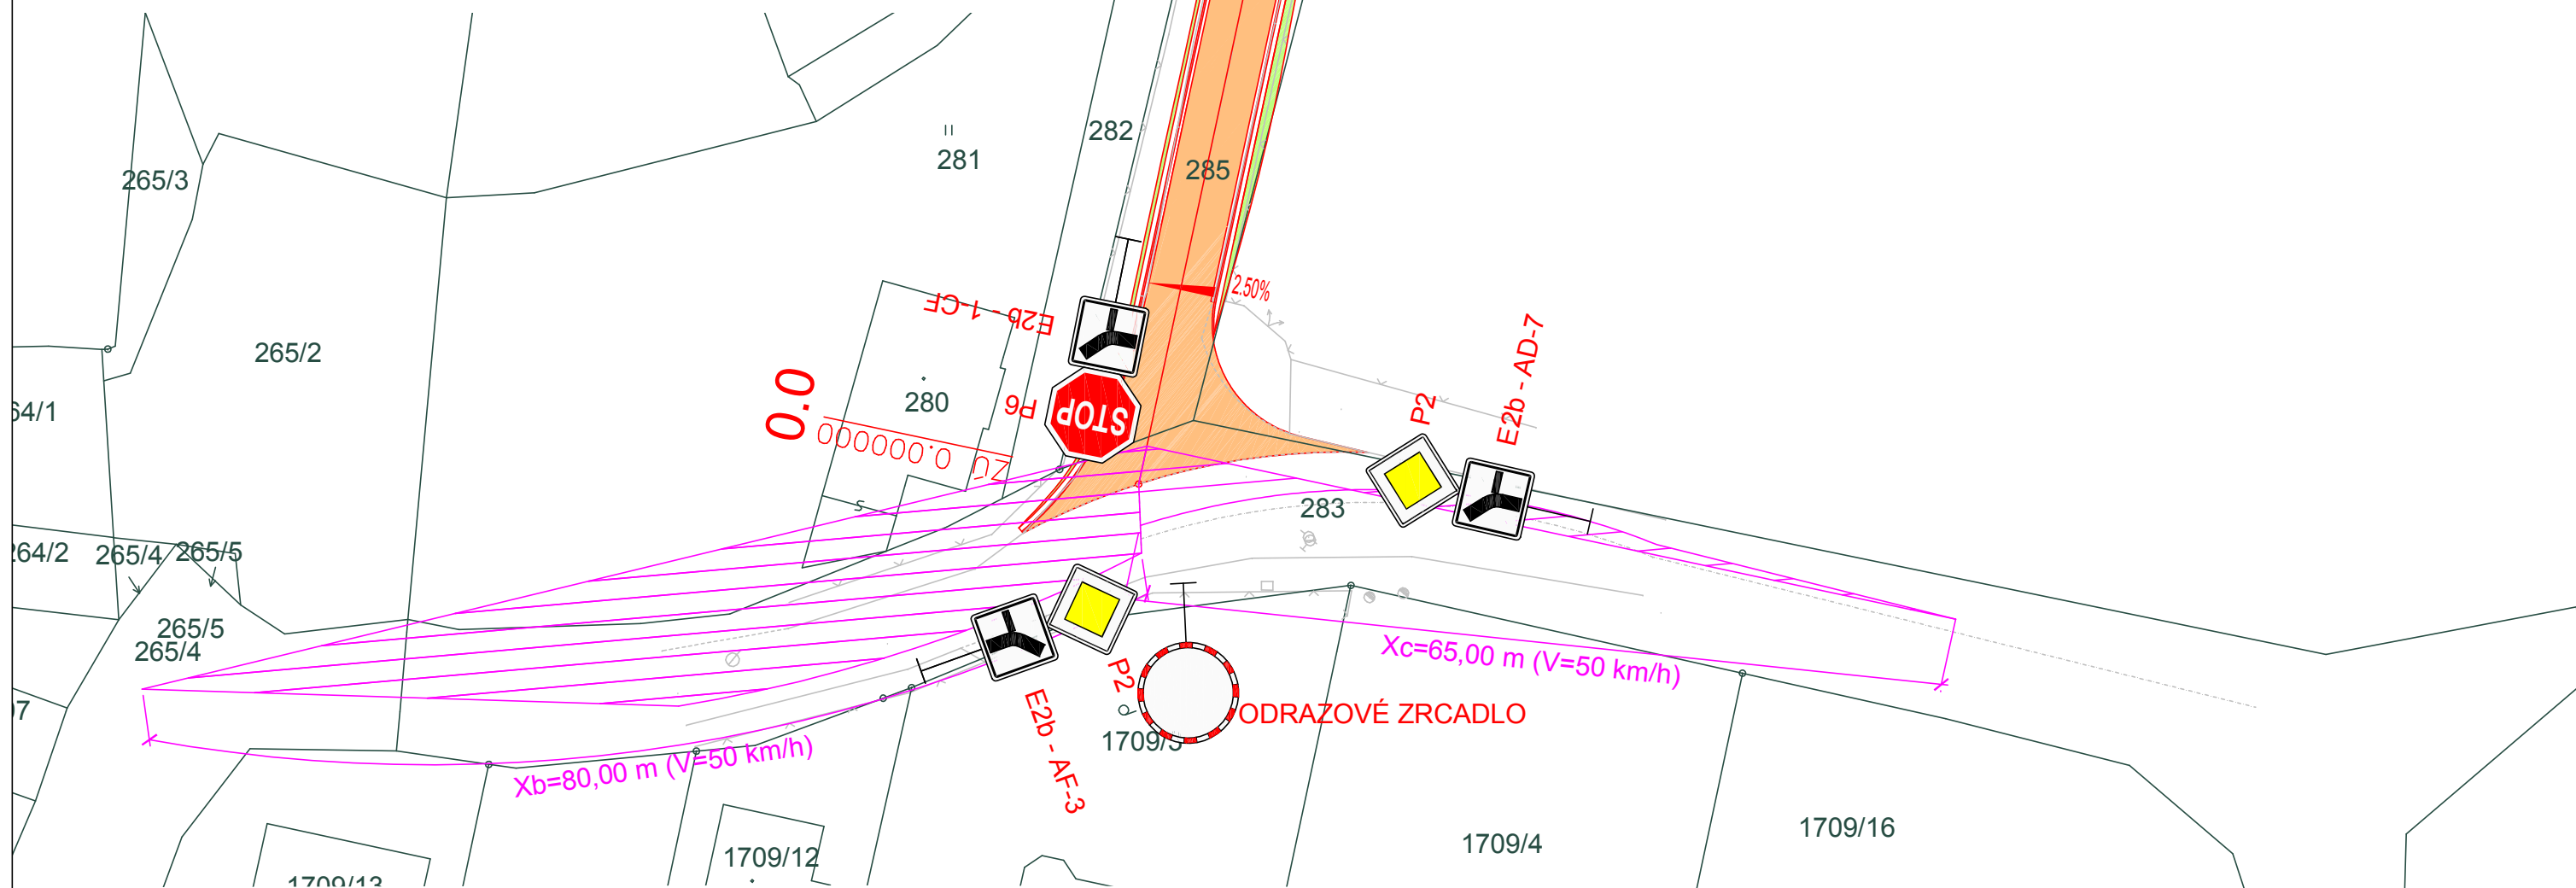 282
281
285
265/3
2.50%
E2b - 1-CF
E2b - AD-7
265/2
280
P6
STOP
P2
64/1
0.0
ZÚ 0.000000
S
283
264/2
265/4
265/5
265/5
265/4
Xc=65,00 m (V=50 km/h)
P2
E2b - AF-3
ODRAZOVÉ ZRCADLO
1709/3
Xb=80,00 m (V=50 km/h)
1709/16
1709/4
1709/12
1709/13